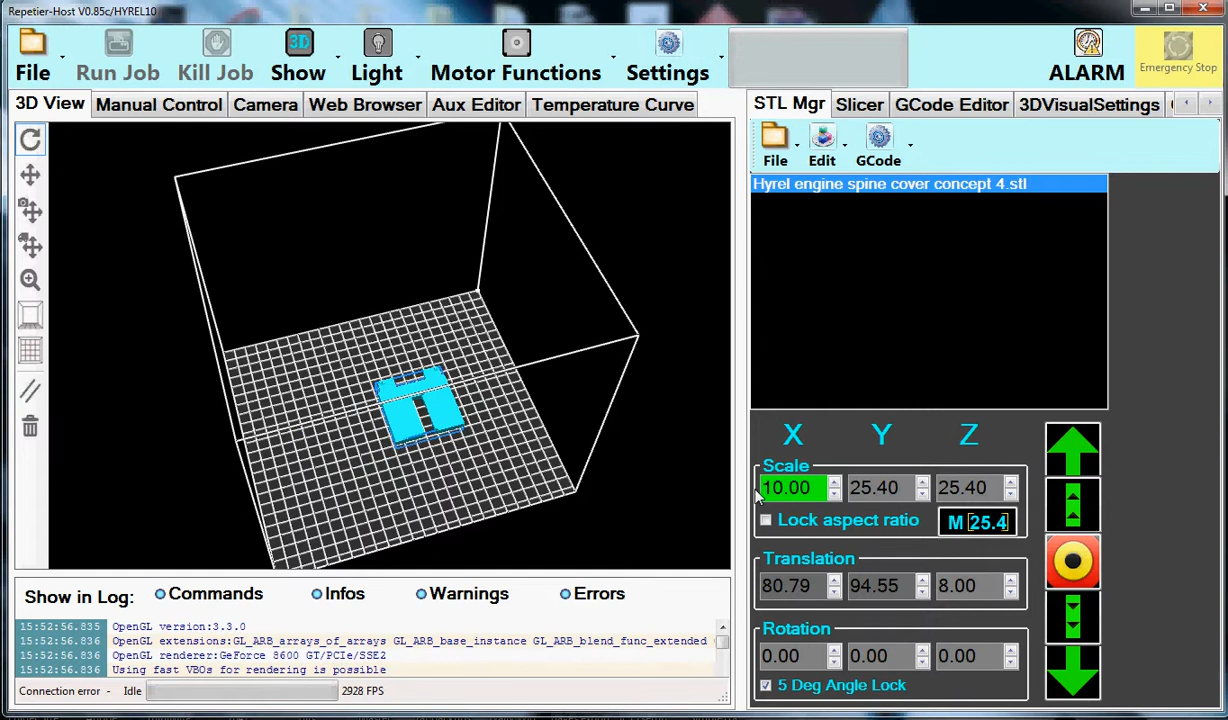 Repetier-Host V0.85c/HYREL10
File Run Job Kill Job Show Light Motor Functions Settings ALARM Emergency Stop
3D
3D View Manual Control Camera Web Browser Aux Editor Temperature Curve
STL Mgr Slicer GCode Editor 3DVisualSettings
File Edit GCode
Hyrel engine spine cover concept 4.stl
X Y Z
Scale
10.00 25.40 25.40
Lock aspect ratio M [25.4]
Translation
80.79 94.55 8.00
Rotation
0.00 0.00 0.00
5 Deg Angle Lock
Show in Log: Commands Infos Warnings Errors
15:52:56.835 OpenGL version:3.3.0
15:52:56.836 OpenGL extensions:GL_ARB_arrays_of_arrays GL_ARB_base_instance GL_ARB_blend_func_extended
15:52:56.836 OpenGL renderer:GeForce 8600 GT/PCIe/SSE2
15:52:56.836 Using fast VBOs for rendering is possible
Connection error - Idle 2928 FPS